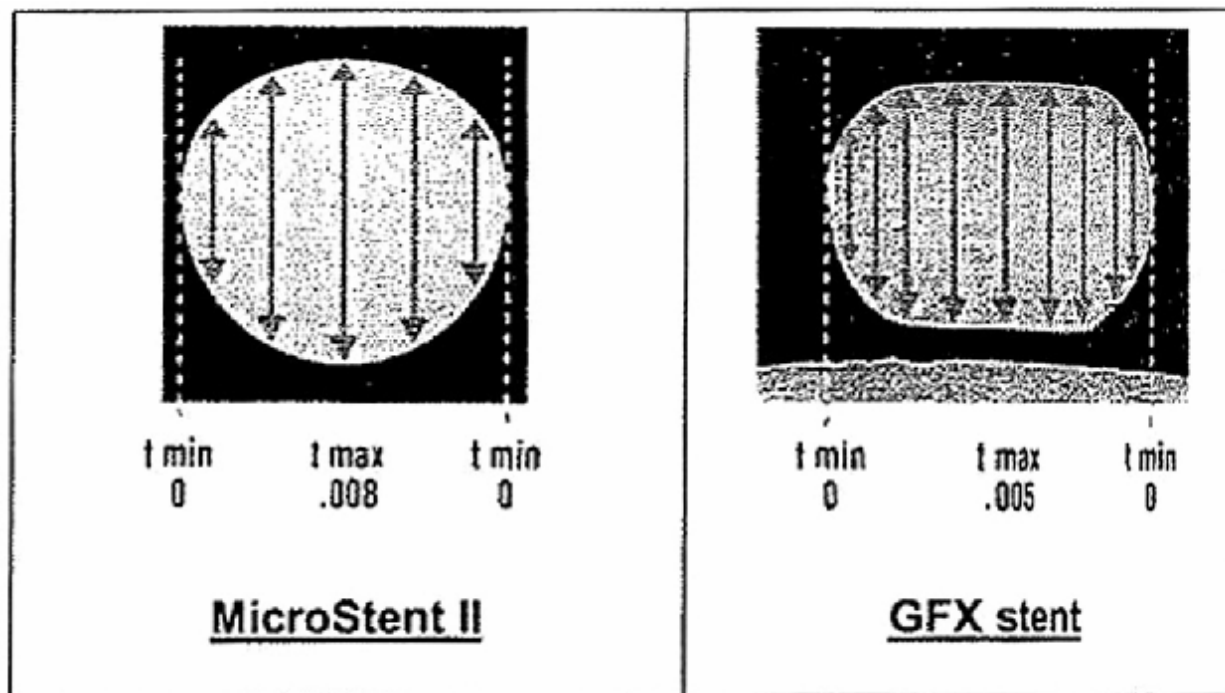 t min t max t min
0 .008 0
MicroStent II
t min t max t min
0 .005 0
GFX stent